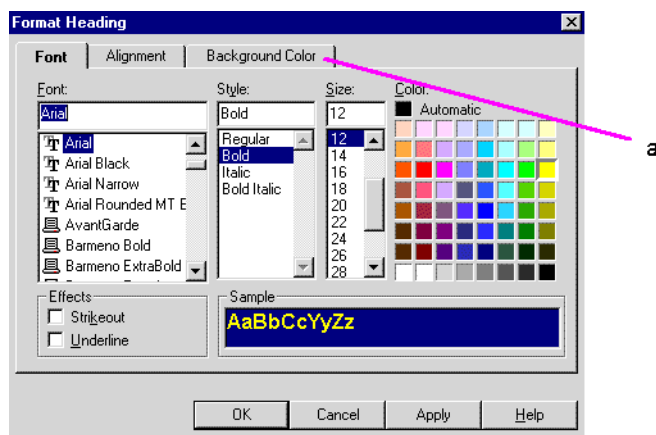 Format Heading
Font Alignment Background Color
Font: Style: Size: Color:
Arial Bold 12 Automatic
Arial Regular 12
Arial Black Bold 14
Arial Narrow Italic 16
Arial Rounded MT E Bold Italic 18
AvantGarde 20
Barmeno Bold 22
Barmeno ExtraBold 24
26
28
a
Effects
Strikeout
Underline
Sample
AaBbCcYyZz
OK Cancel Apply Help